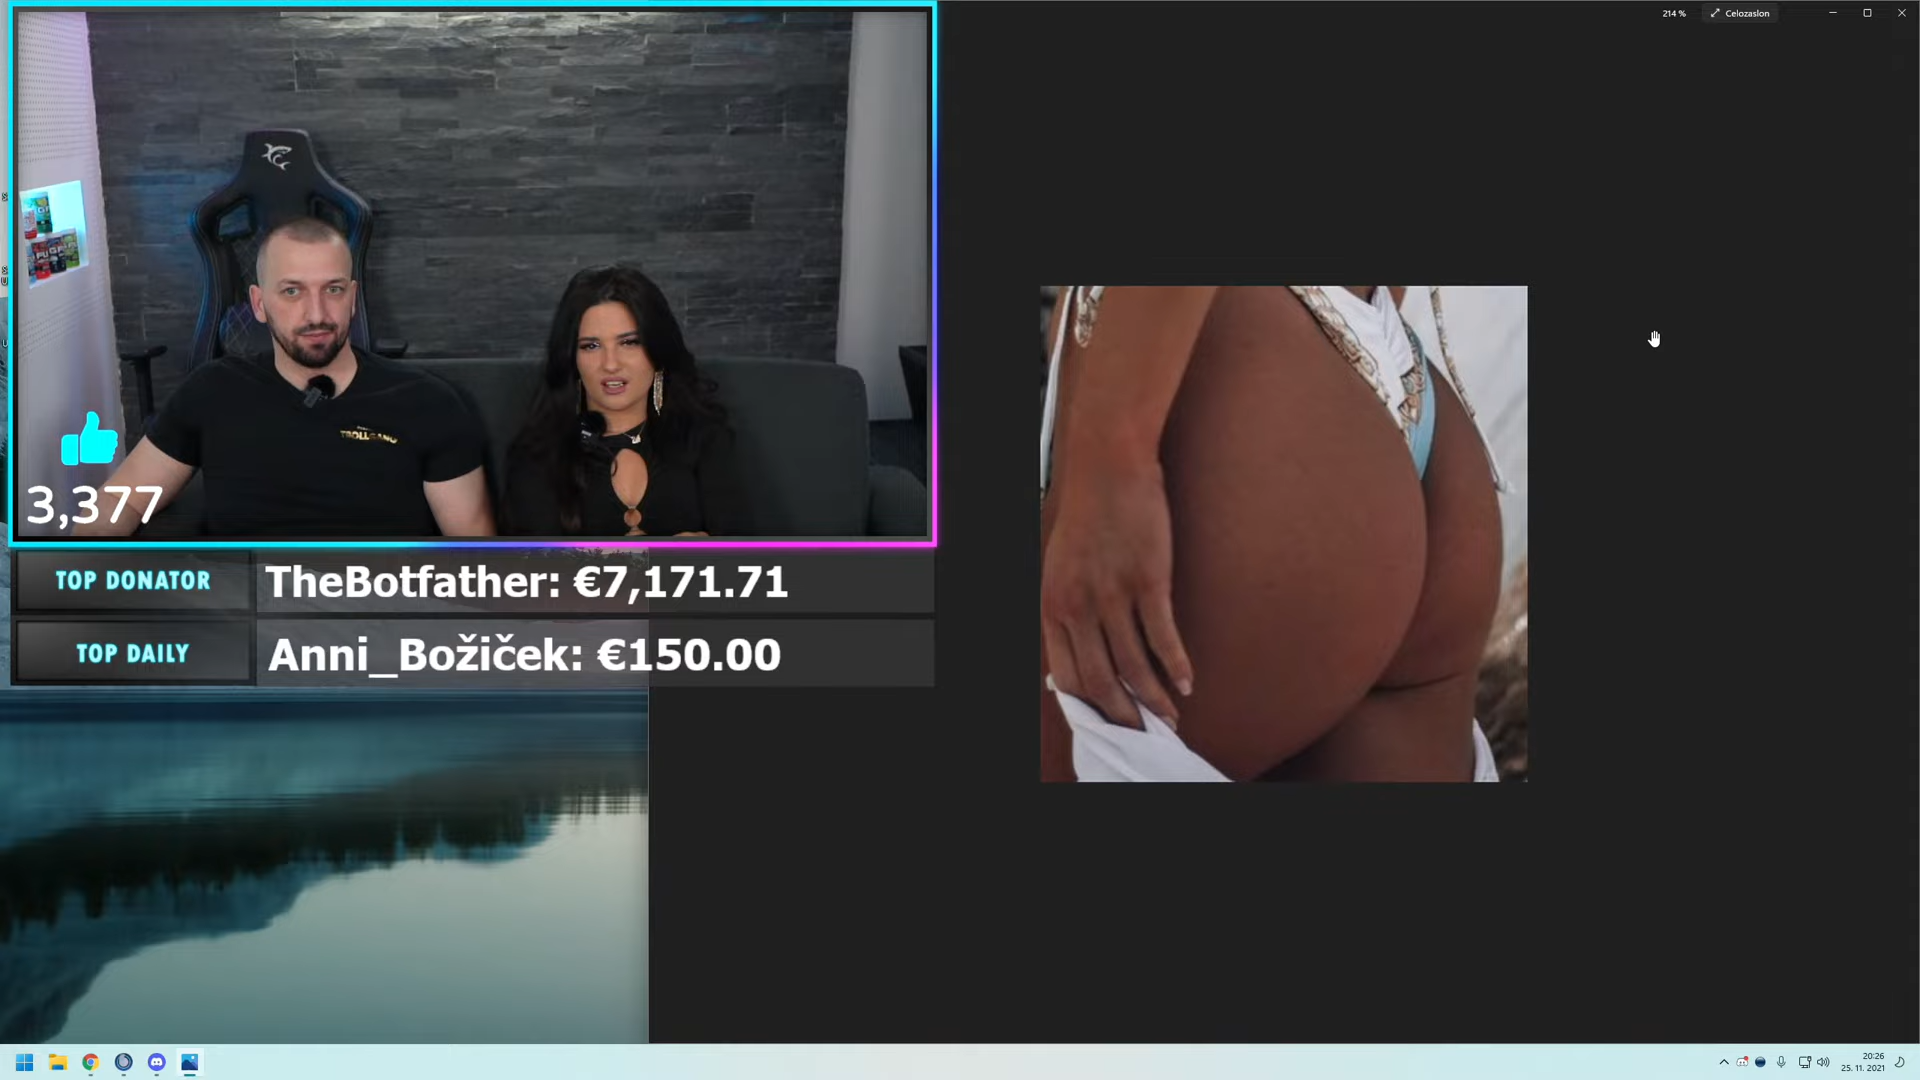 214 %
Celozaslon
TROLLGANG
3,377
TOP DONATOR
TheBotfather: €7,171.71
TOP DAILY
Anni_Božiček: €150.00
20:26
25. 11. 2021